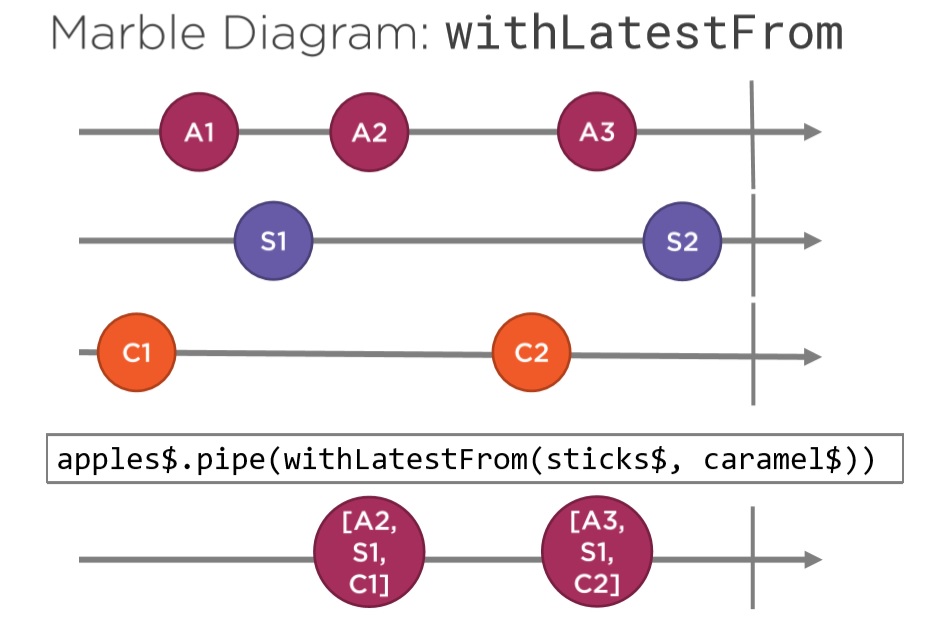 Marble Diagram: withLatestFrom
A1 A2 A3
S1 S2
C1 C2
apples$.pipe(withLatestFrom(sticks$, caramel$))
[A2,
S1,
C1]
[A3,
S1,
C2]